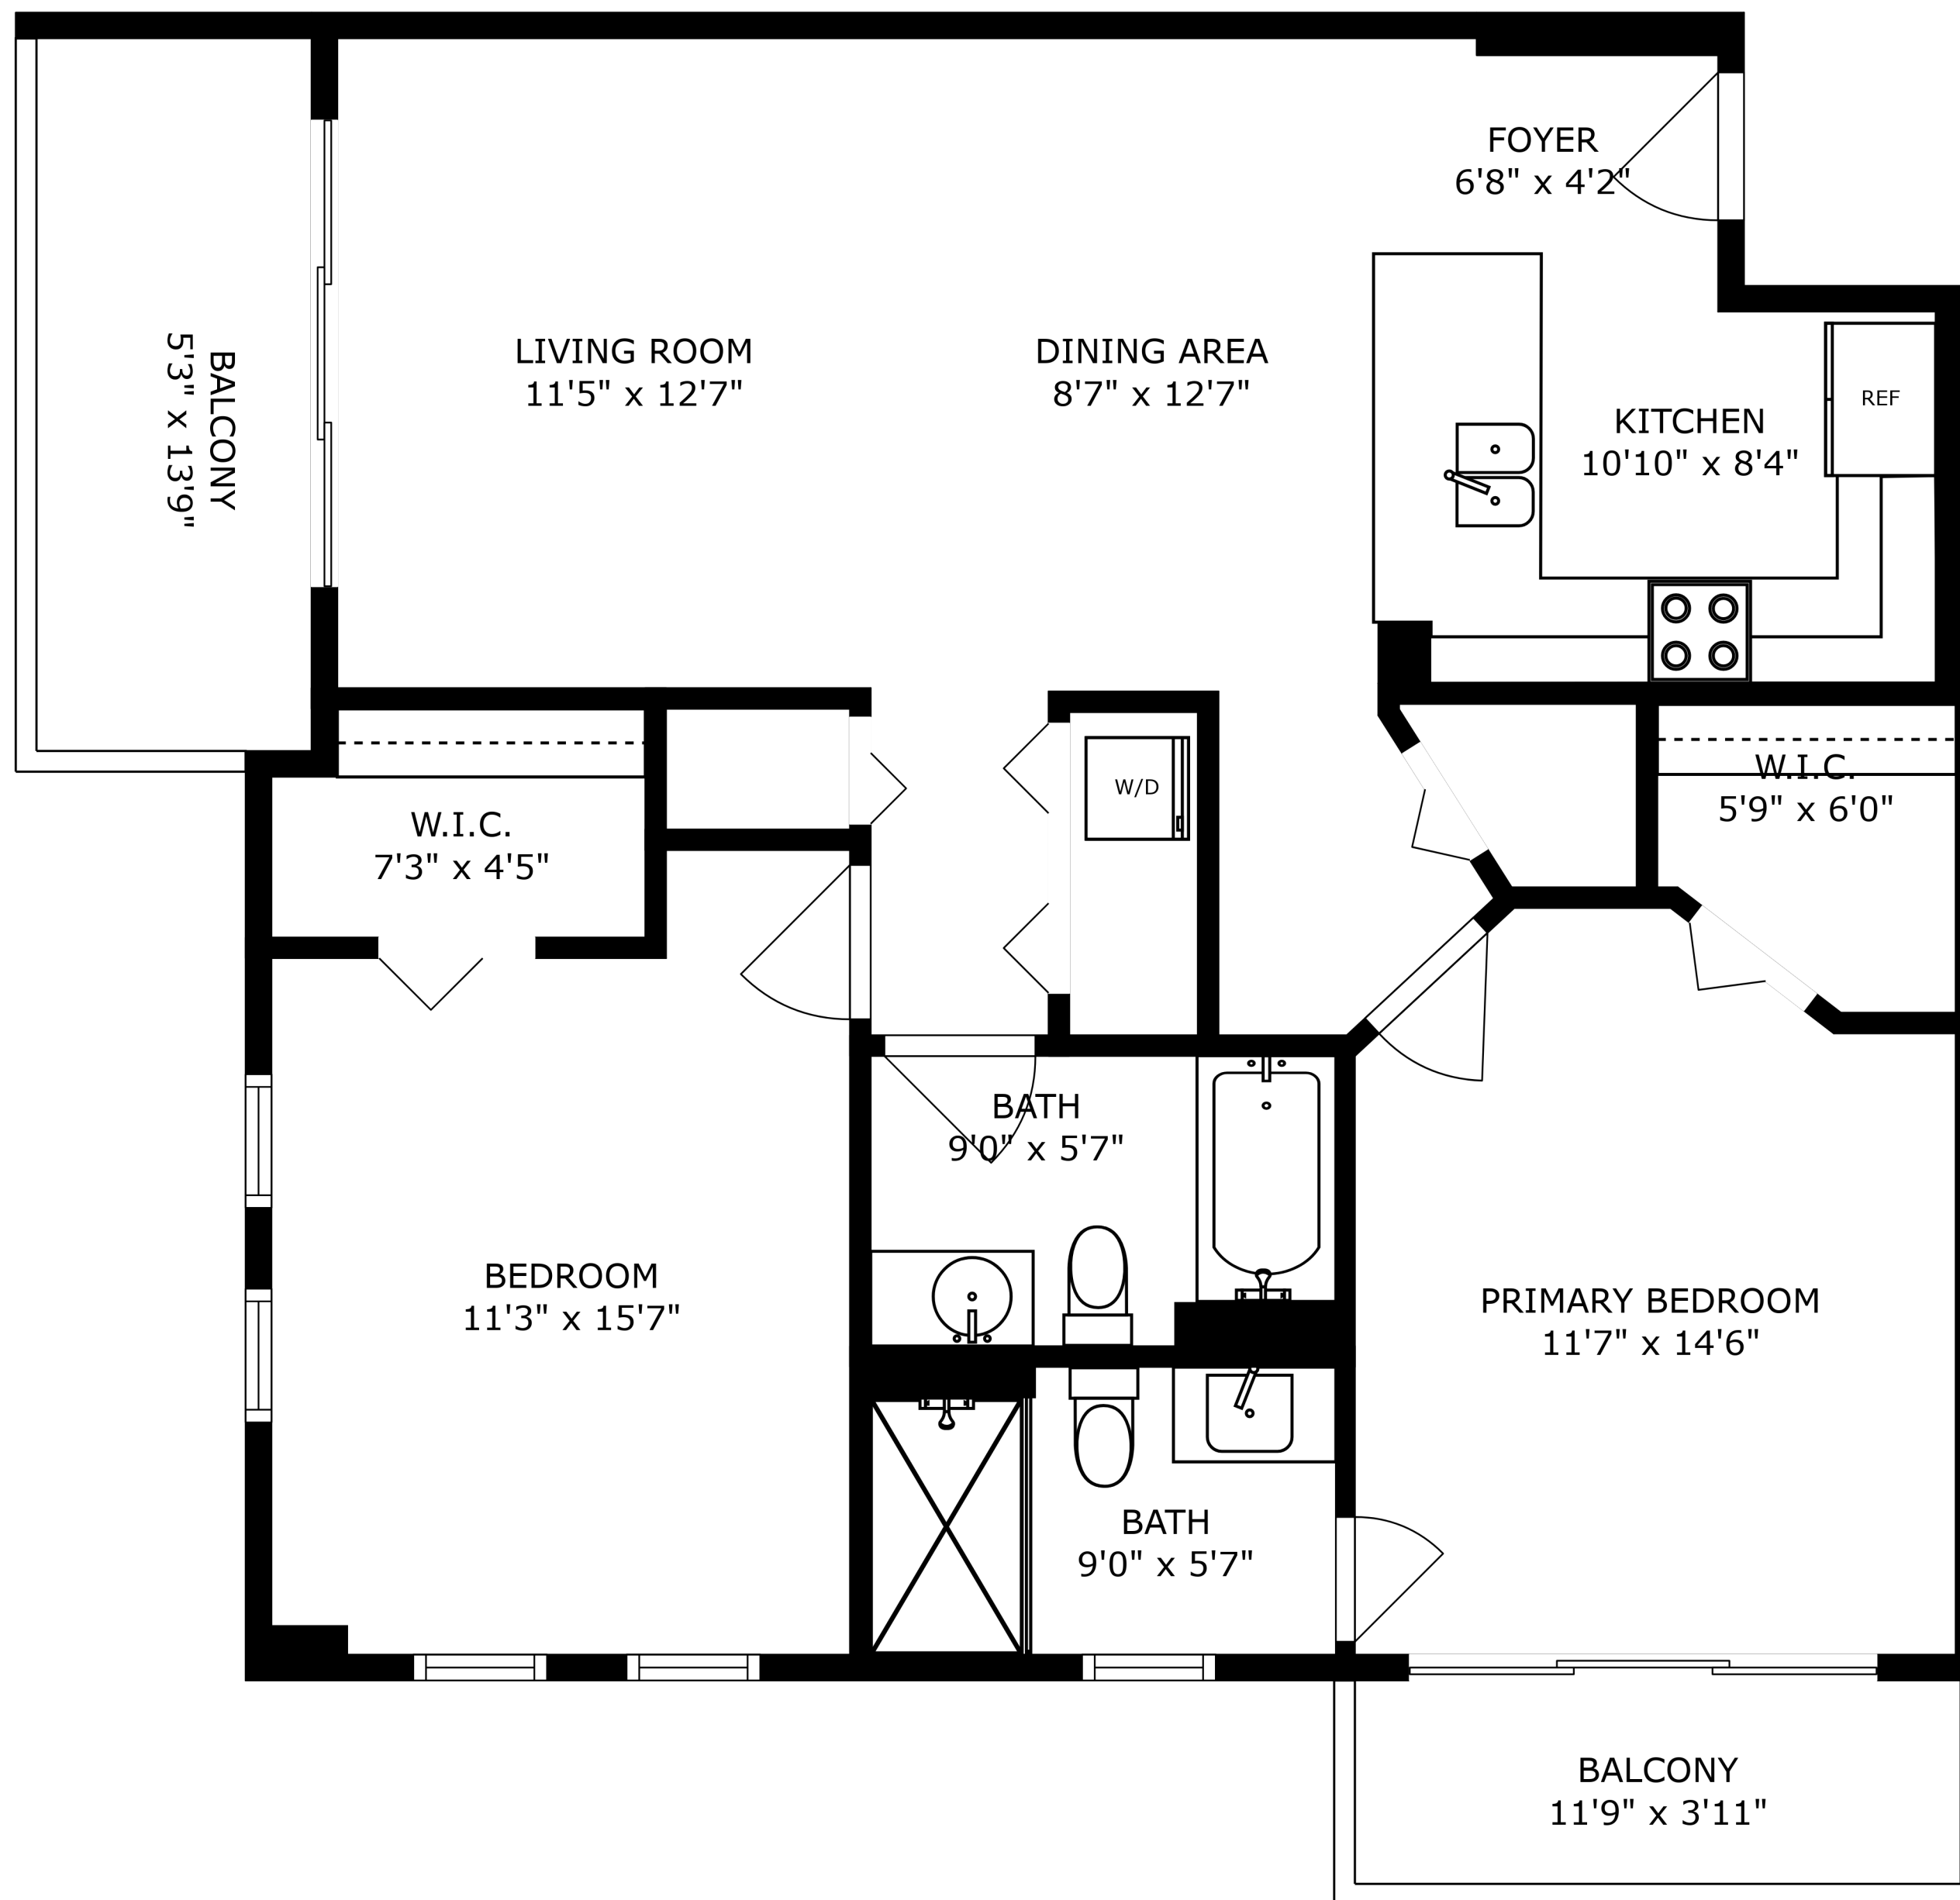 FOYER
6'8" x 4'2"
LIVING ROOM
11'5" x 12'7"
DINING AREA
8'7" x 12'7"
BALCONY
5'3" x 13'9"
KITCHEN
10'10" x 8'4"
REF
W.I.C.
7'3" x 4'5"
W/D
W.I.C.
5'9" x 6'0"
BATH
9'0" x 5'7"
BEDROOM
11'3" x 15'7"
PRIMARY BEDROOM
11'7" x 14'6"
BATH
9'0" x 5'7"
BALCONY
11'9" x 3'11"